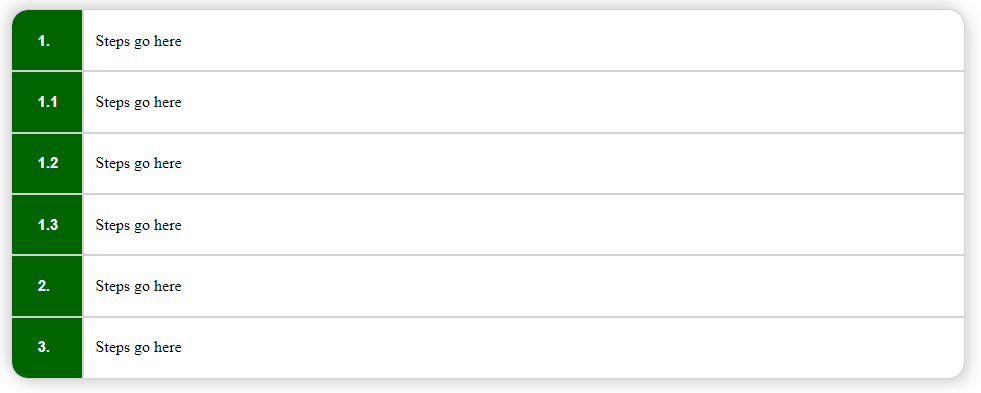 1. Steps go here
1.1 Steps go here
1.2 Steps go here
1.3 Steps go here
2. Steps go here
3. Steps go here